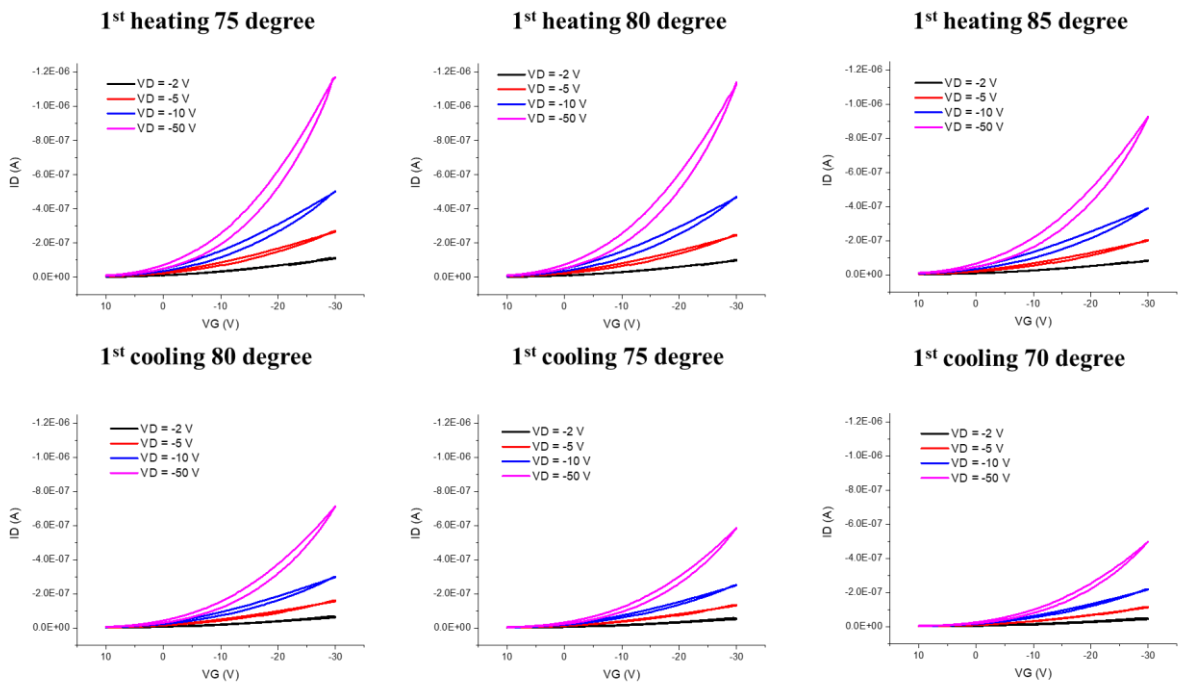 1st heating 75 degree
1st heating 80 degree
1st heating 85 degree
-1.2E-06
-1.0E-06
-8.0E-07
-6.0E-07
-4.0E-07
-2.0E-07
0.0E+00
ID (A)
VD = -2 V
VD = -5 V
VD = -10 V
VD = -50 V
10
0
-10
-20
-30
VG (V)
-1.2E-06
-1.0E-06
-8.0E-07
-6.0E-07
-4.0E-07
-2.0E-07
0.0E+00
ID (A)
VD = -2 V
VD = -5 V
VD = -10 V
VD = -50 V
10
0
-10
-20
-30
VG (V)
-1.2E-06
-1.0E-06
-8.0E-07
-6.0E-07
-4.0E-07
-2.0E-07
0.0E+00
ID (A)
VD = -2 V
VD = -5 V
VD = -10 V
VD = -50 V
10
0
-10
-20
-30
VG (V)
1st cooling 80 degree
1st cooling 75 degree
1st cooling 70 degree
-1.2E-06
-1.0E-06
-8.0E-07
-6.0E-07
-4.0E-07
-2.0E-07
0.0E+00
ID (A)
VD = -2 V
VD = -5 V
VD = -10 V
VD = -50 V
10
0
-10
-20
-30
VG (V)
-1.2E-06
-1.0E-06
-8.0E-07
-6.0E-07
-4.0E-07
-2.0E-07
0.0E+00
ID (A)
VD = -2 V
VD = -5 V
VD = -10 V
VD = -50 V
10
0
-10
-20
-30
VG (V)
-1.2E-06
-1.0E-06
-8.0E-07
-6.0E-07
-4.0E-07
-2.0E-07
0.0E+00
ID (A)
VD = -2 V
VD = -5 V
VD = -10 V
VD = -50 V
10
0
-10
-20
-30
VG (V)